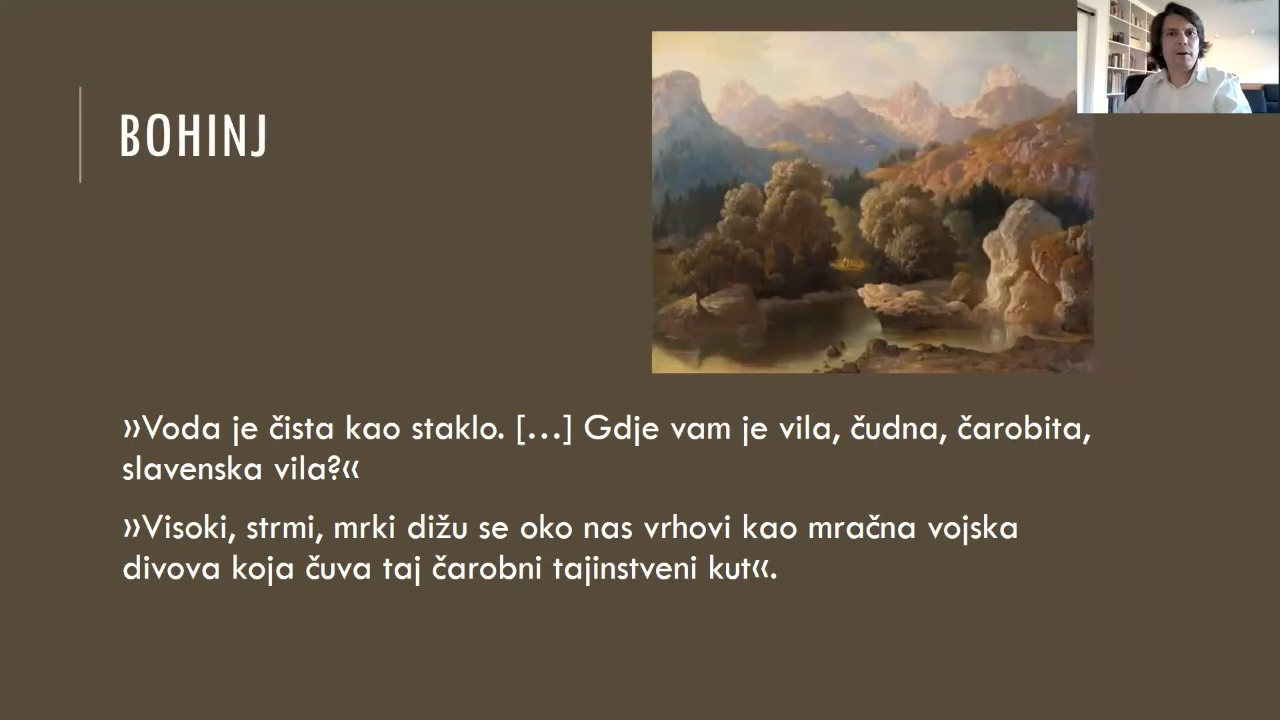 BOHINJ
»Voda je čista kao staklo. […] Gdje vam je vila, čudna, čarobita,
slavenska vila?«
»Visoki, strmi, mrki dižu se oko nas vrhovi kao mračna vojska
divova koja čuva taj čarobni tajinstveni kut«.